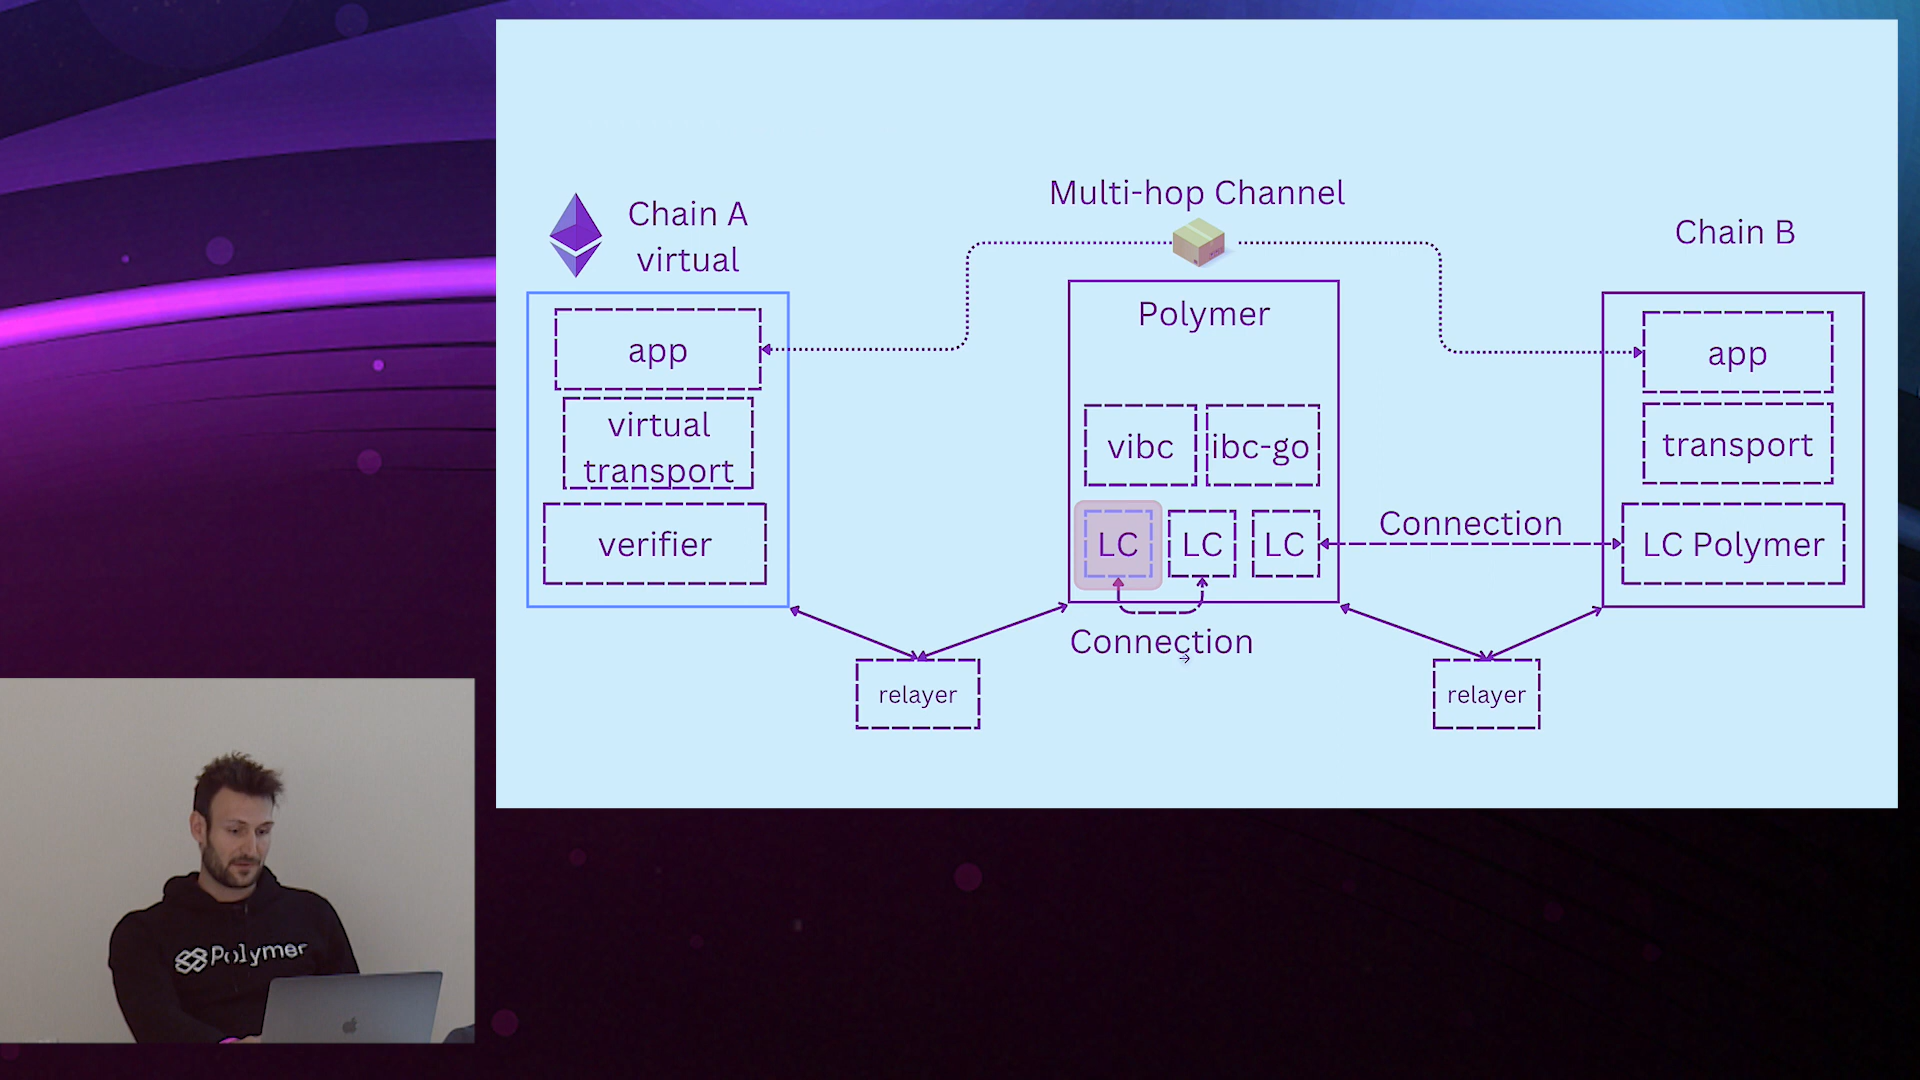 Multi-hop Channel
Chain A
virtual
Chain B
app
virtual
transport
verifier
Polymer
vibc
ibc-go
LC
LC
LC
Connection
Connection
app
transport
LC Polymer
relayer
relayer
Polymer